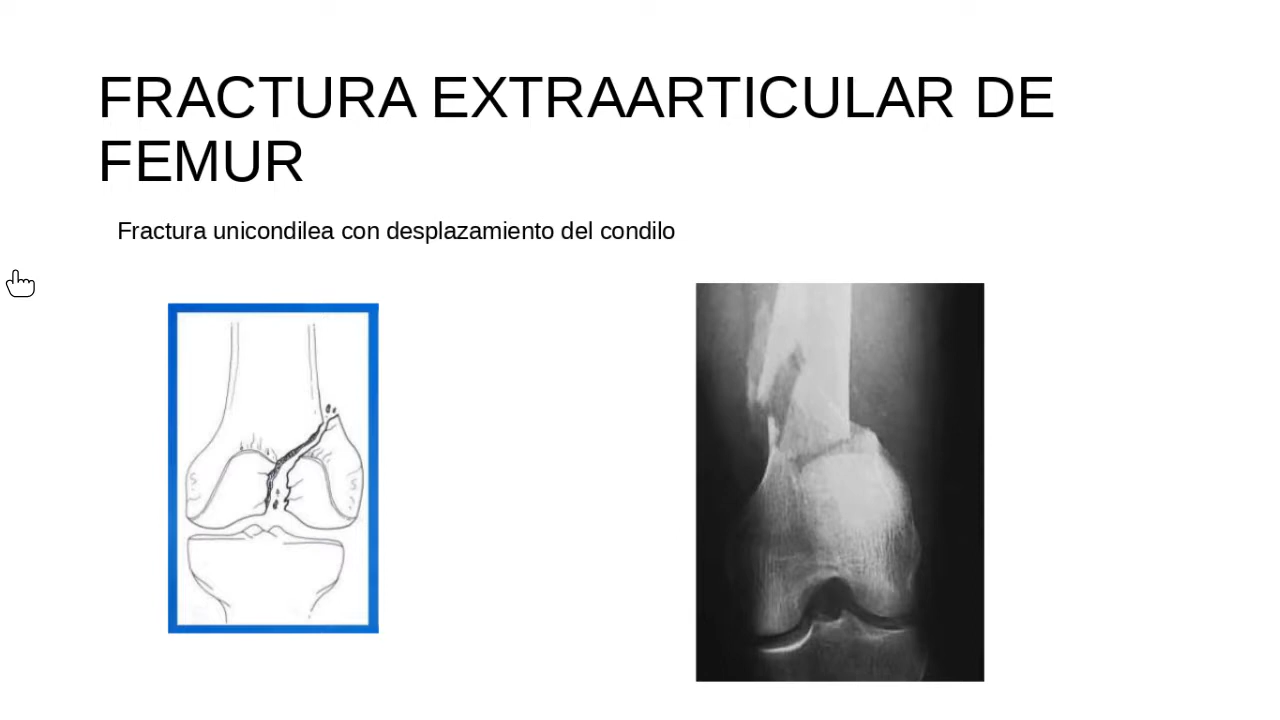 FRACTURA EXTRAARTICULAR DE
FEMUR
Fractura unicondilea con desplazamiento del condilo